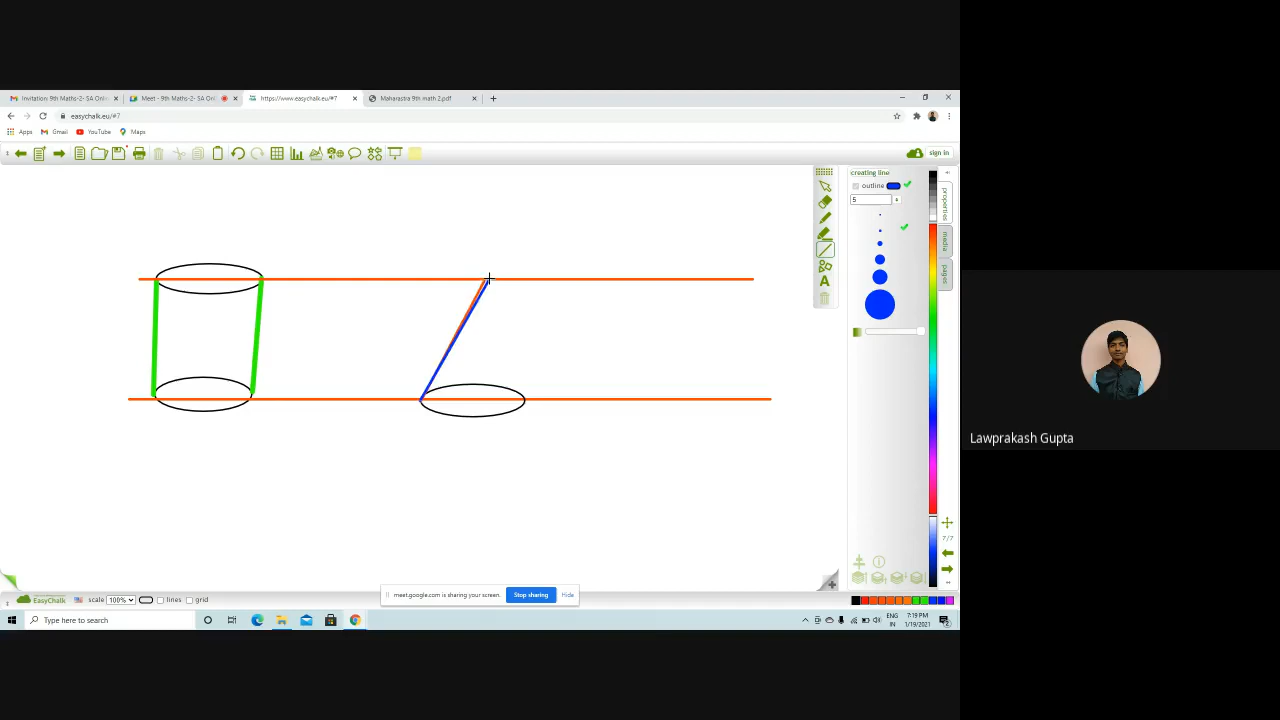 Invitation: 9th Maths-2- SA Onli
Meet - 9th Maths-2- SA Onl
https://www.easychalk.eu/#7
Maharastra 9th math 2.pdf
easychalk.eu/#7
Apps Gmail YouTube Maps
sign in
creating line
outline
5
properties
media
pages
Lawprakash Gupta
7/7
meet.google.com is sharing your screen. Stop sharing Hide
EasyChalk scale 100% lines grid
Type here to search
ENG
IN
7:19 PM
1/19/2021
2